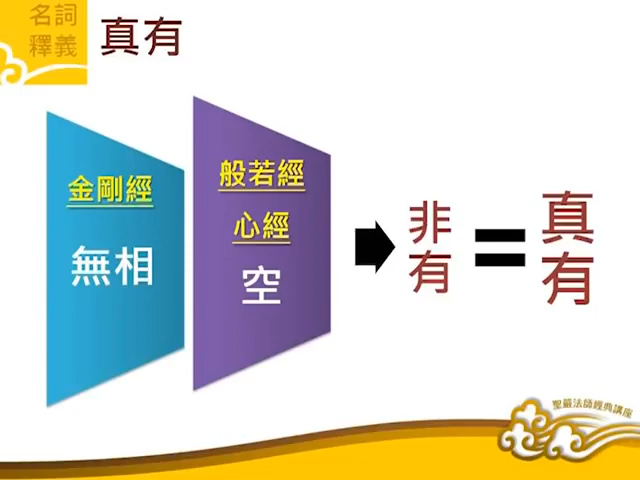 名詞
釋義
真有
金剛經
無相
般若經
心經
空
非有
=
真有
聖嚴法師經典講座